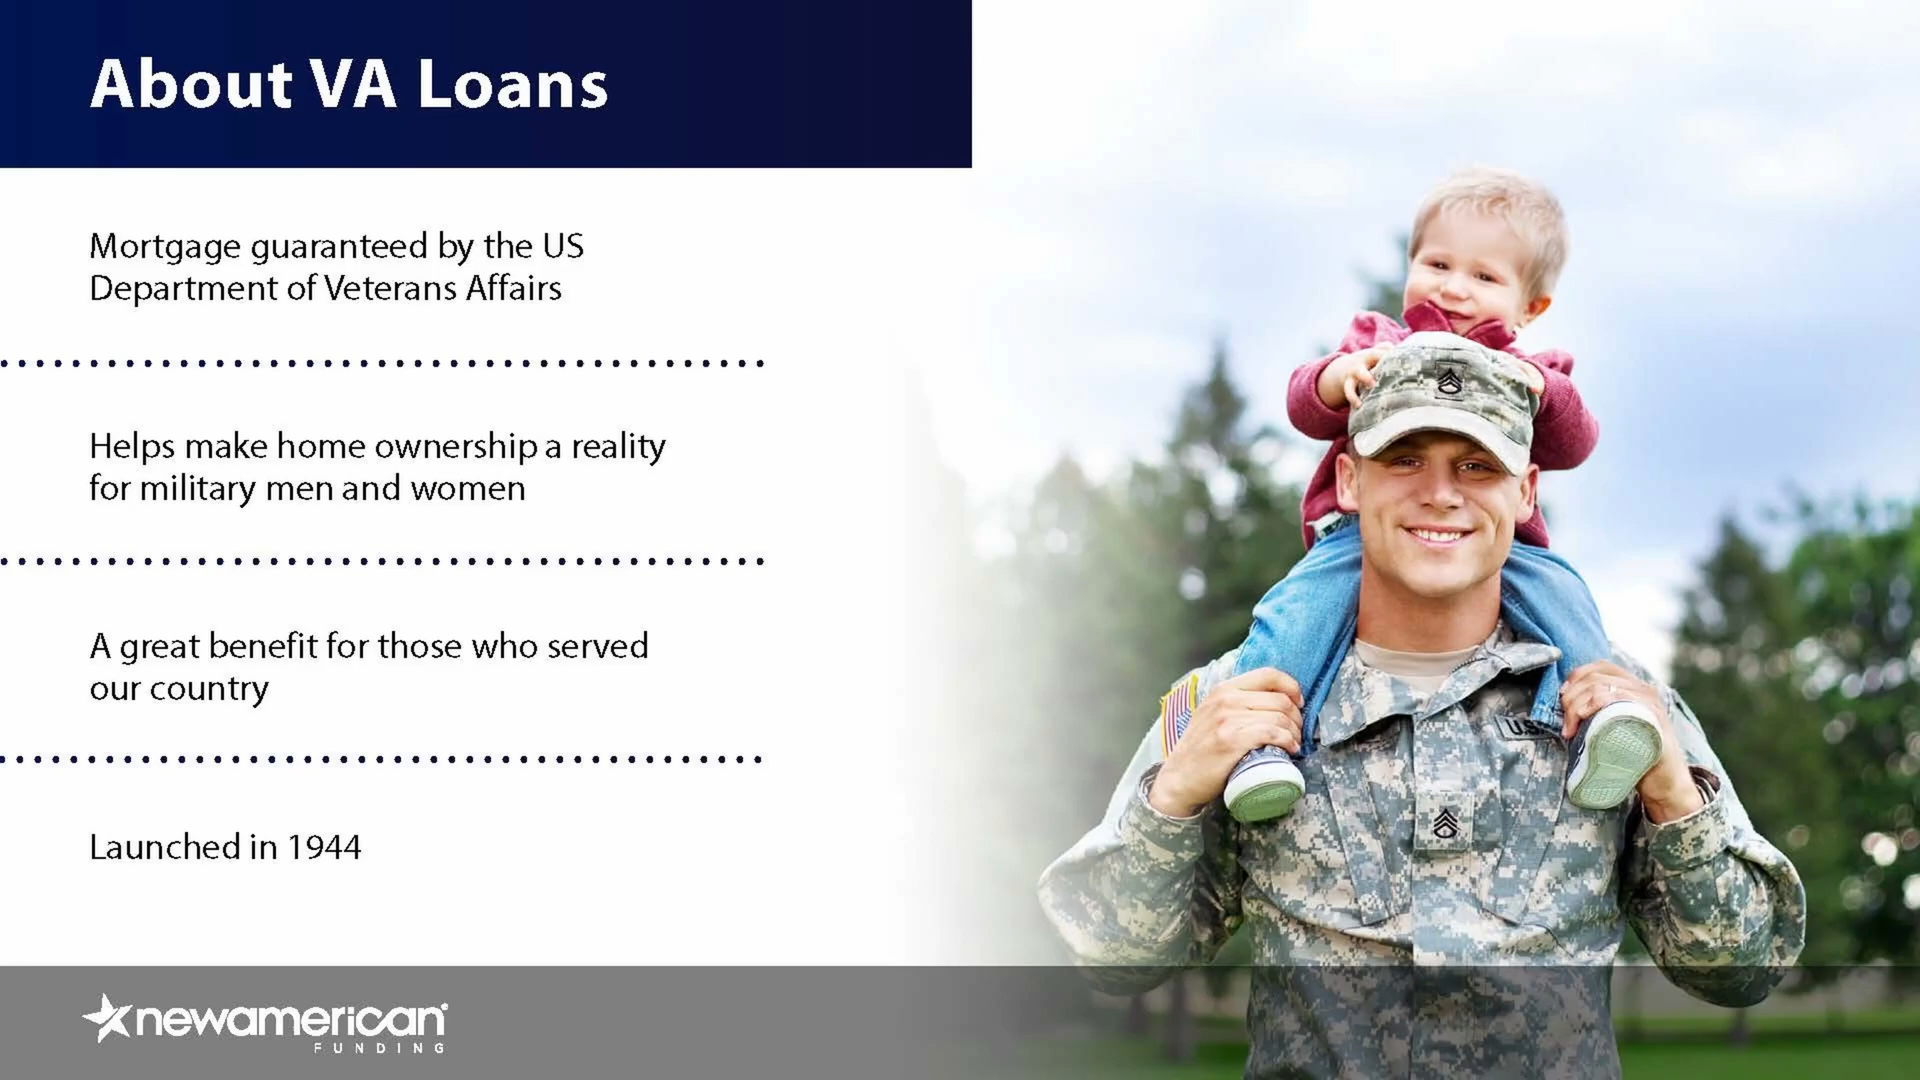 About VA Loans
Mortgage guaranteed by the US
Department of Veterans Affairs
Helps make home ownership a reality
for military men and women
A great benefit for those who served
our country
Launched in 1944
newamerican
FUNDING
U.S.